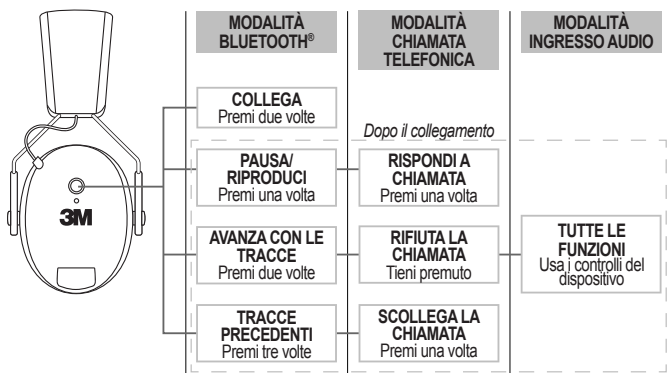 MODALITÀ
BLUETOOTH®
MODALITÀ
CHIAMATA
TELEFONICA
MODALITÀ
INGRESSO AUDIO
COLLEGA
Premi due volte
Dopo il collegamento
PAUSA/
RIPRODUCI
Premi una volta
RISPONDI A
CHIAMATA
Premi una volta
3M
AVANZA CON LE
TRACCE
Premi due volte
RIFIUTA LA
CHIAMATA
Tieni premuto
TUTTE LE
FUNZIONI
Usa i controlli del
dispositivo
TRACCE
PRECEDENTI
Premi tre volte
SCOLLEGA LA
CHIAMATA
Premi una volta